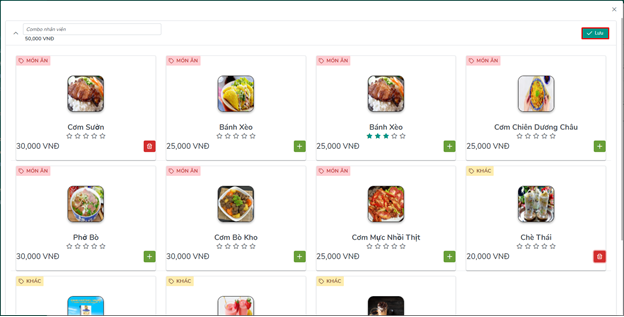 Combo nhân viên
Lưu
50,000 VNĐ
MÓN ĂN
MÓN ĂN
MÓN ĂN
MÓN ĂN
Cơm Sườn
Bánh Xèo
Bánh Xèo
Cơm Chiên Dương Châu
30,000 VNĐ
25,000 VNĐ
25,000 VNĐ
25,000 VNĐ
MÓN ĂN
MÓN ĂN
MÓN ĂN
KHÁC
Phở Bò
Cơm Bò Kho
Cơm Mực Nhồi Thịt
Chè Thái
30,000 VNĐ
30,000 VNĐ
25,000 VNĐ
20,000 VNĐ
KHÁC
KHÁC
KHÁC